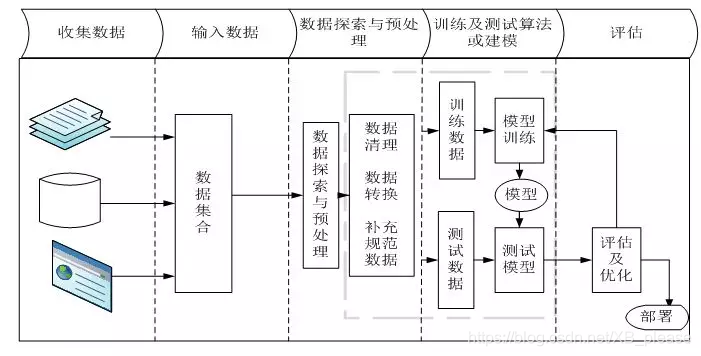 收集数据
输入数据
数据探索与预处
理
训练及测试算法
或建模
评估
数据集合
数据探索与预处理
数据
清理
数据
转换
补充
规范
数据
训练数据
模型
训练
模型
测试数据
测试
模型
评估
及
优化
部署
https://blog.csdn.net/XB_please